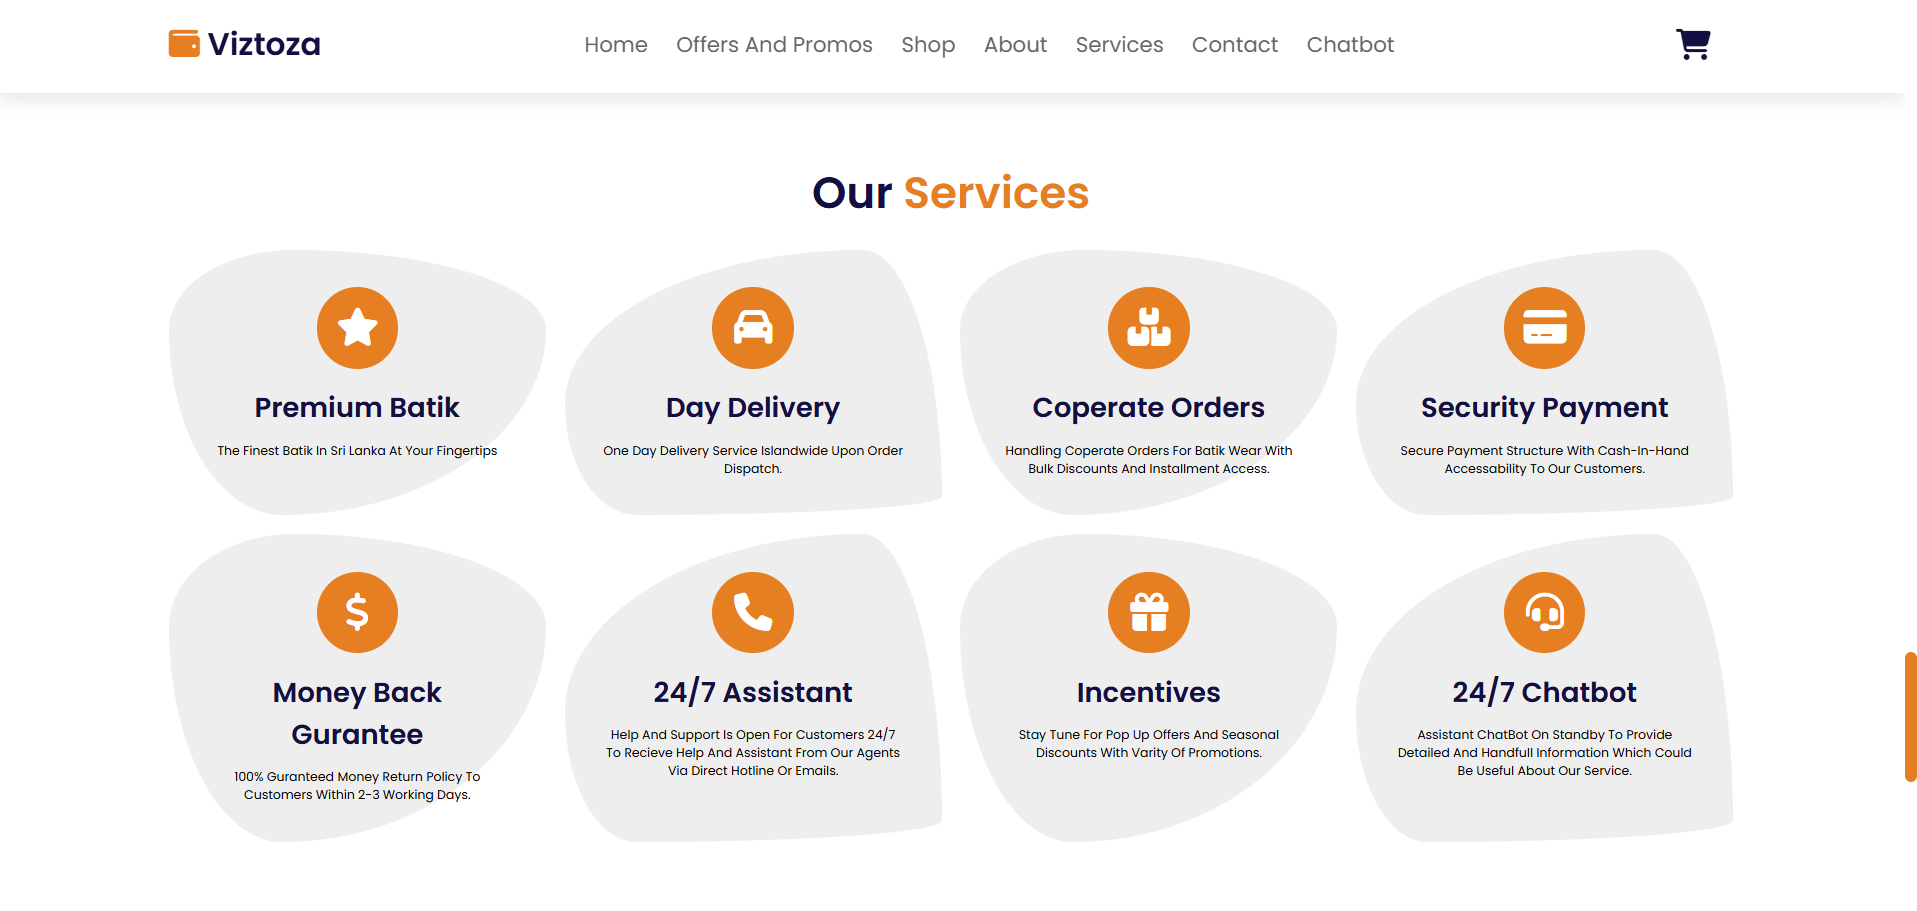 Viztoza
Home Offers And Promos Shop About Services Contact Chatbot
Our Services
Premium Batik
The Finest Batik In Sri Lanka At Your Fingertips
Day Delivery
One Day Delivery Service Islandwide Upon Order
Dispatch.
Coperate Orders
Handling Coperate Orders For Batik Wear With
Bulk Discounts And Installment Access.
Security Payment
Secure Payment Structure With Cash-In-Hand
Accessability To Our Customers.
Money Back
Gurantee
100% Guranteed Money Return Policy To
Customers Within 2-3 Working Days.
24/7 Assistant
Help And Support Is Open For Customers 24/7
To Recieve Help And Assistant From Our Agents
Via Direct Hotline Or Emails.
Incentives
Stay Tune For Pop Up Offers And Seasonal
Discounts With Varity Of Promotions.
24/7 Chatbot
Assistant ChatBot On Standby To Provide
Detailed And Handfull Information Which Could
Be Useful About Our Service.